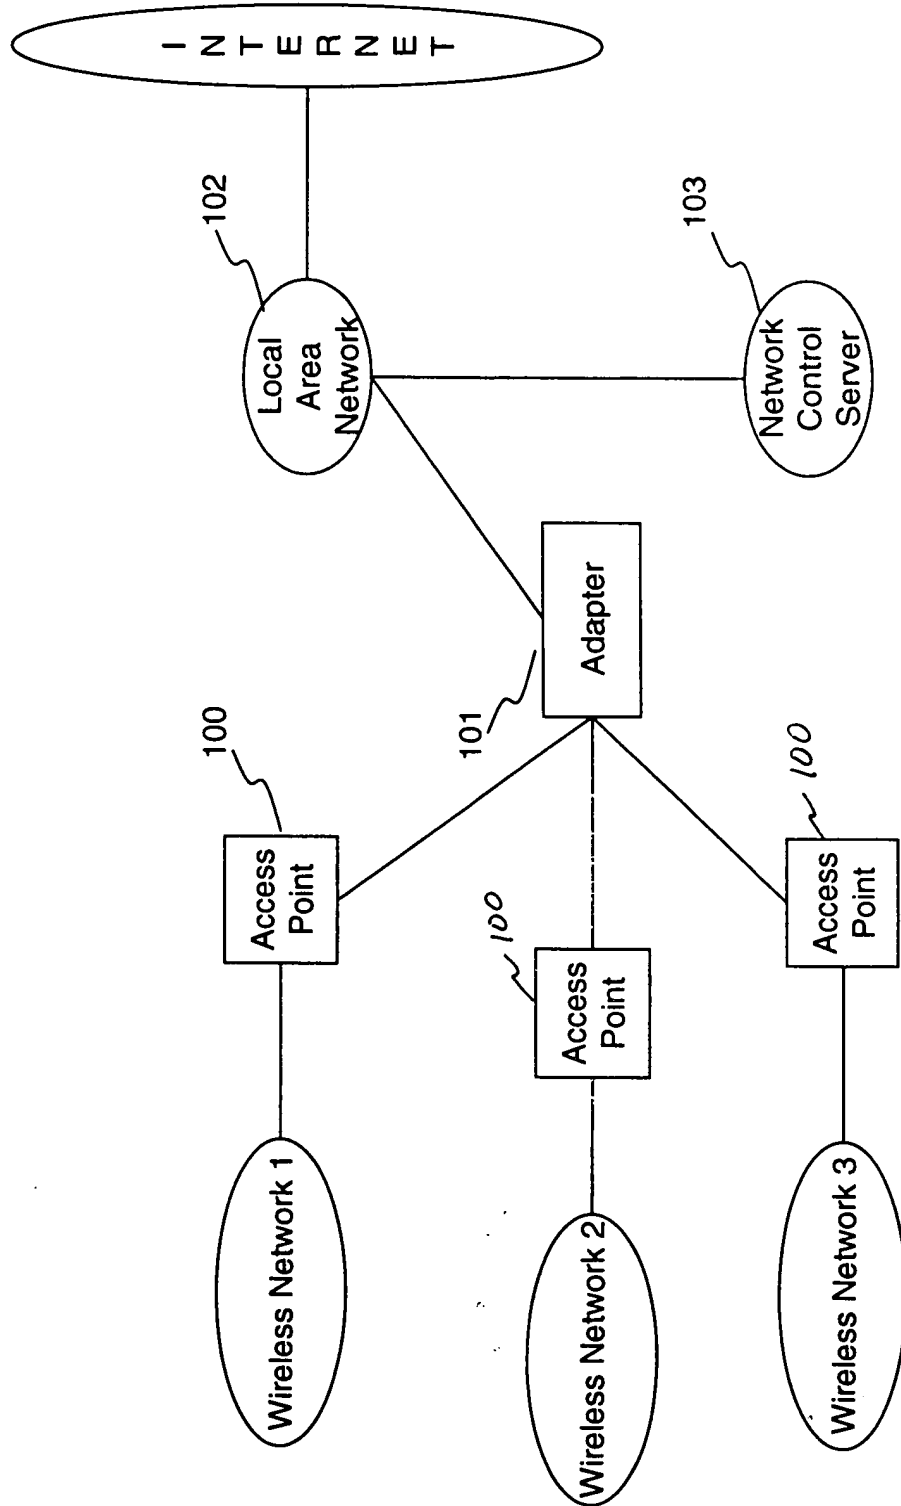 Wireless Network 1
Access
Point
100
Wireless Network 2
Access
Point
100
Wireless Network 3
Access
Point
100
101
Adapter
102
Local
Area
Network
103
Network
Control
Server
INTERNET